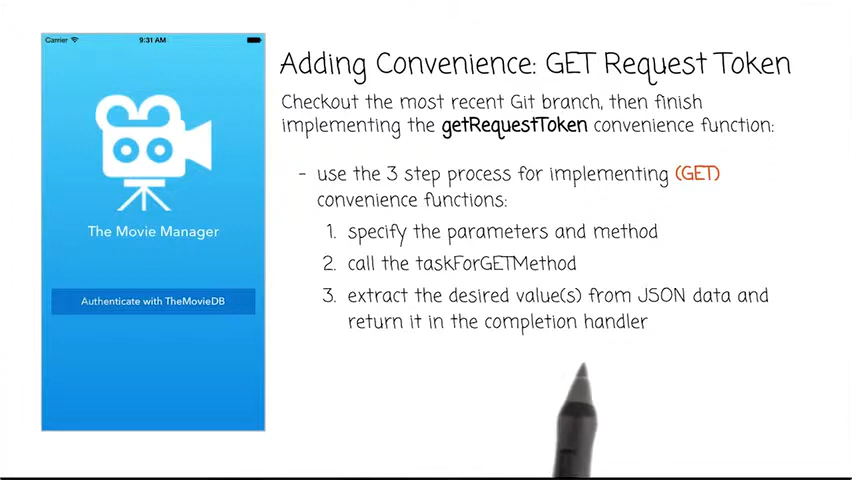 Carrier 9:31 AM
The Movie Manager
Authenticate with TheMovieDB
Adding Convenience: GET Request Token
Checkout the most recent Git branch, then finish
implementing the getRequestToken convenience function:
- use the 3 step process for implementing (GET)
convenience functions:
1. specify the parameters and method
2. call the taskForGETMethod
3. extract the desired value(s) from JSON data and
return it in the completion handler